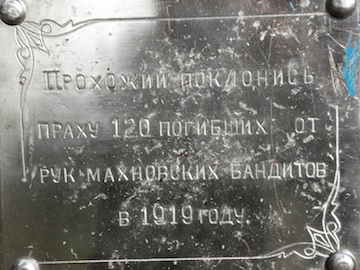 Прохожий поклонись
праху 120 погибших от
рук махновских бандитов
в 1919 году.